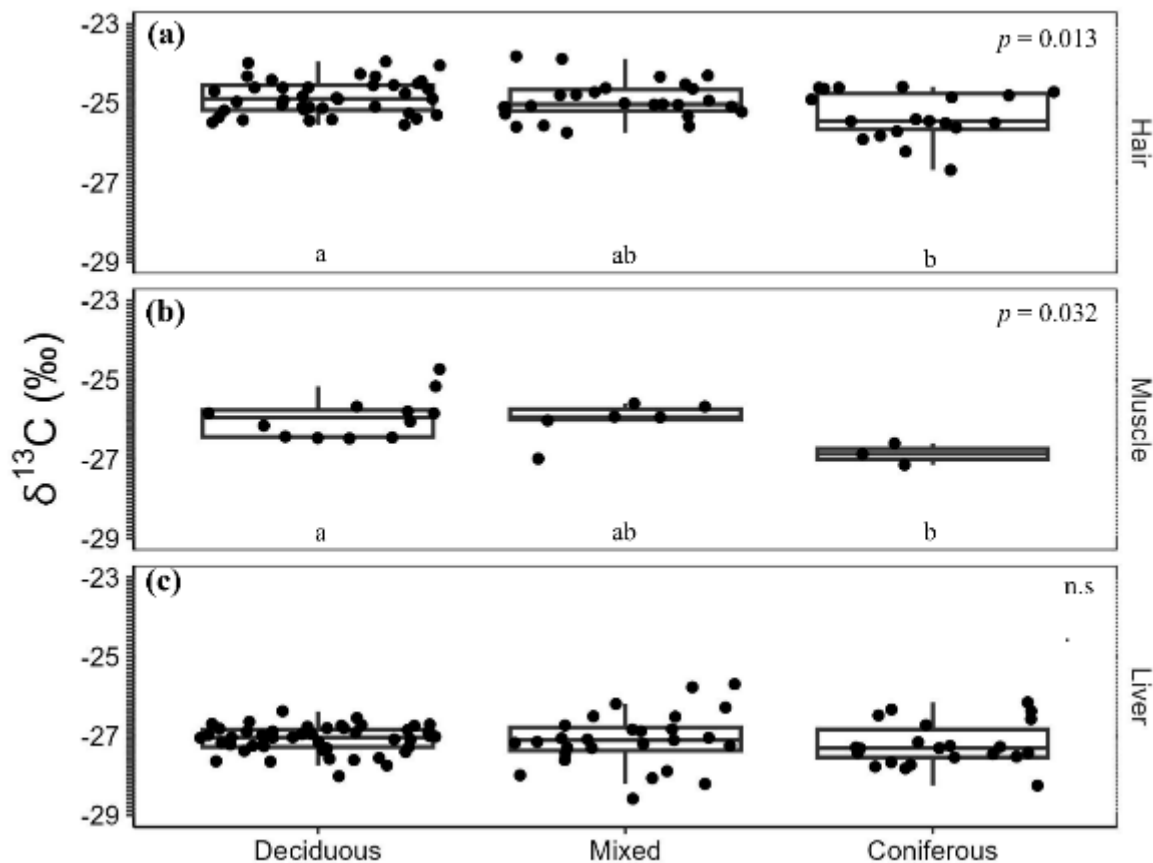 (a)
p = 0.013
-23
-25
-27
-29
a
ab
b
Hair
(b)
p = 0.032
-23
-25
-27
-29
a
ab
b
Muscle
(c)
n.s
-23
-25
-27
-29
Liver
δ¹³C (‰)
Deciduous
Mixed
Coniferous